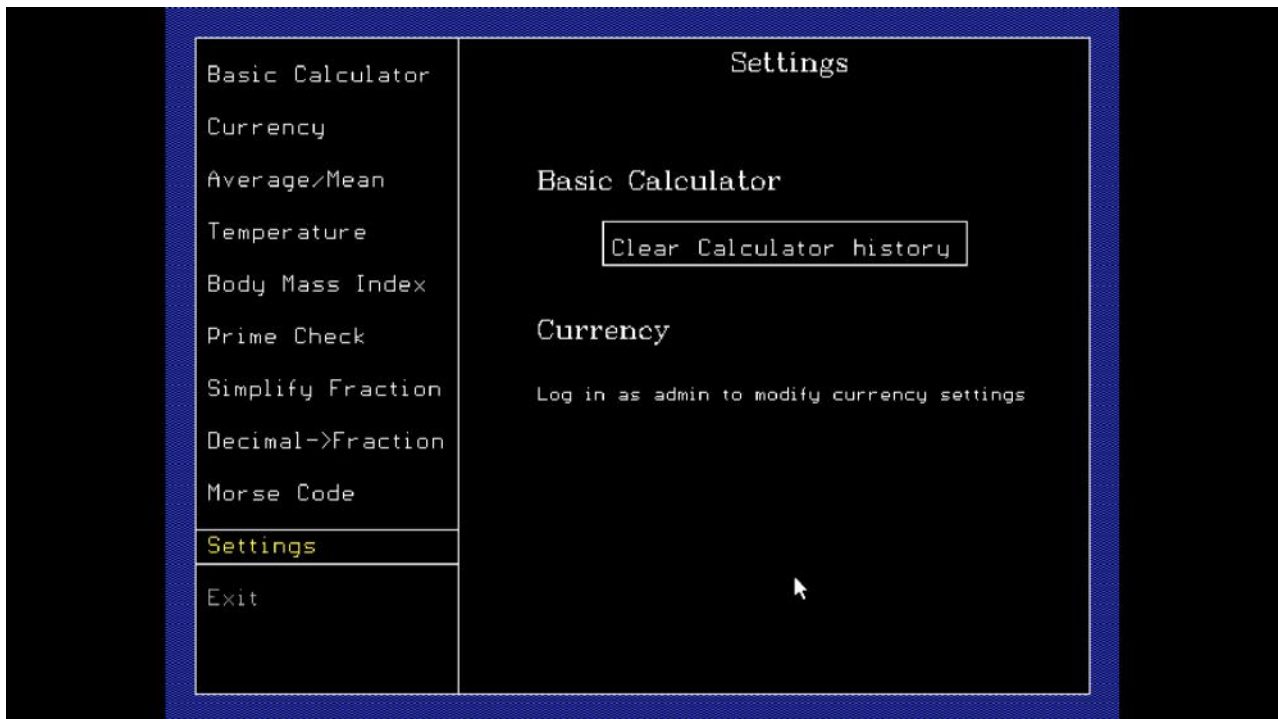 Basic Calculator
Currency
Average/Mean
Temperature
Body Mass Index
Prime Check
Simplify Fraction
Decimal->Fraction
Morse Code
Settings
Exit
Settings
Basic Calculator
Clear Calculator history
Currency
Log in as admin to modify currency settings